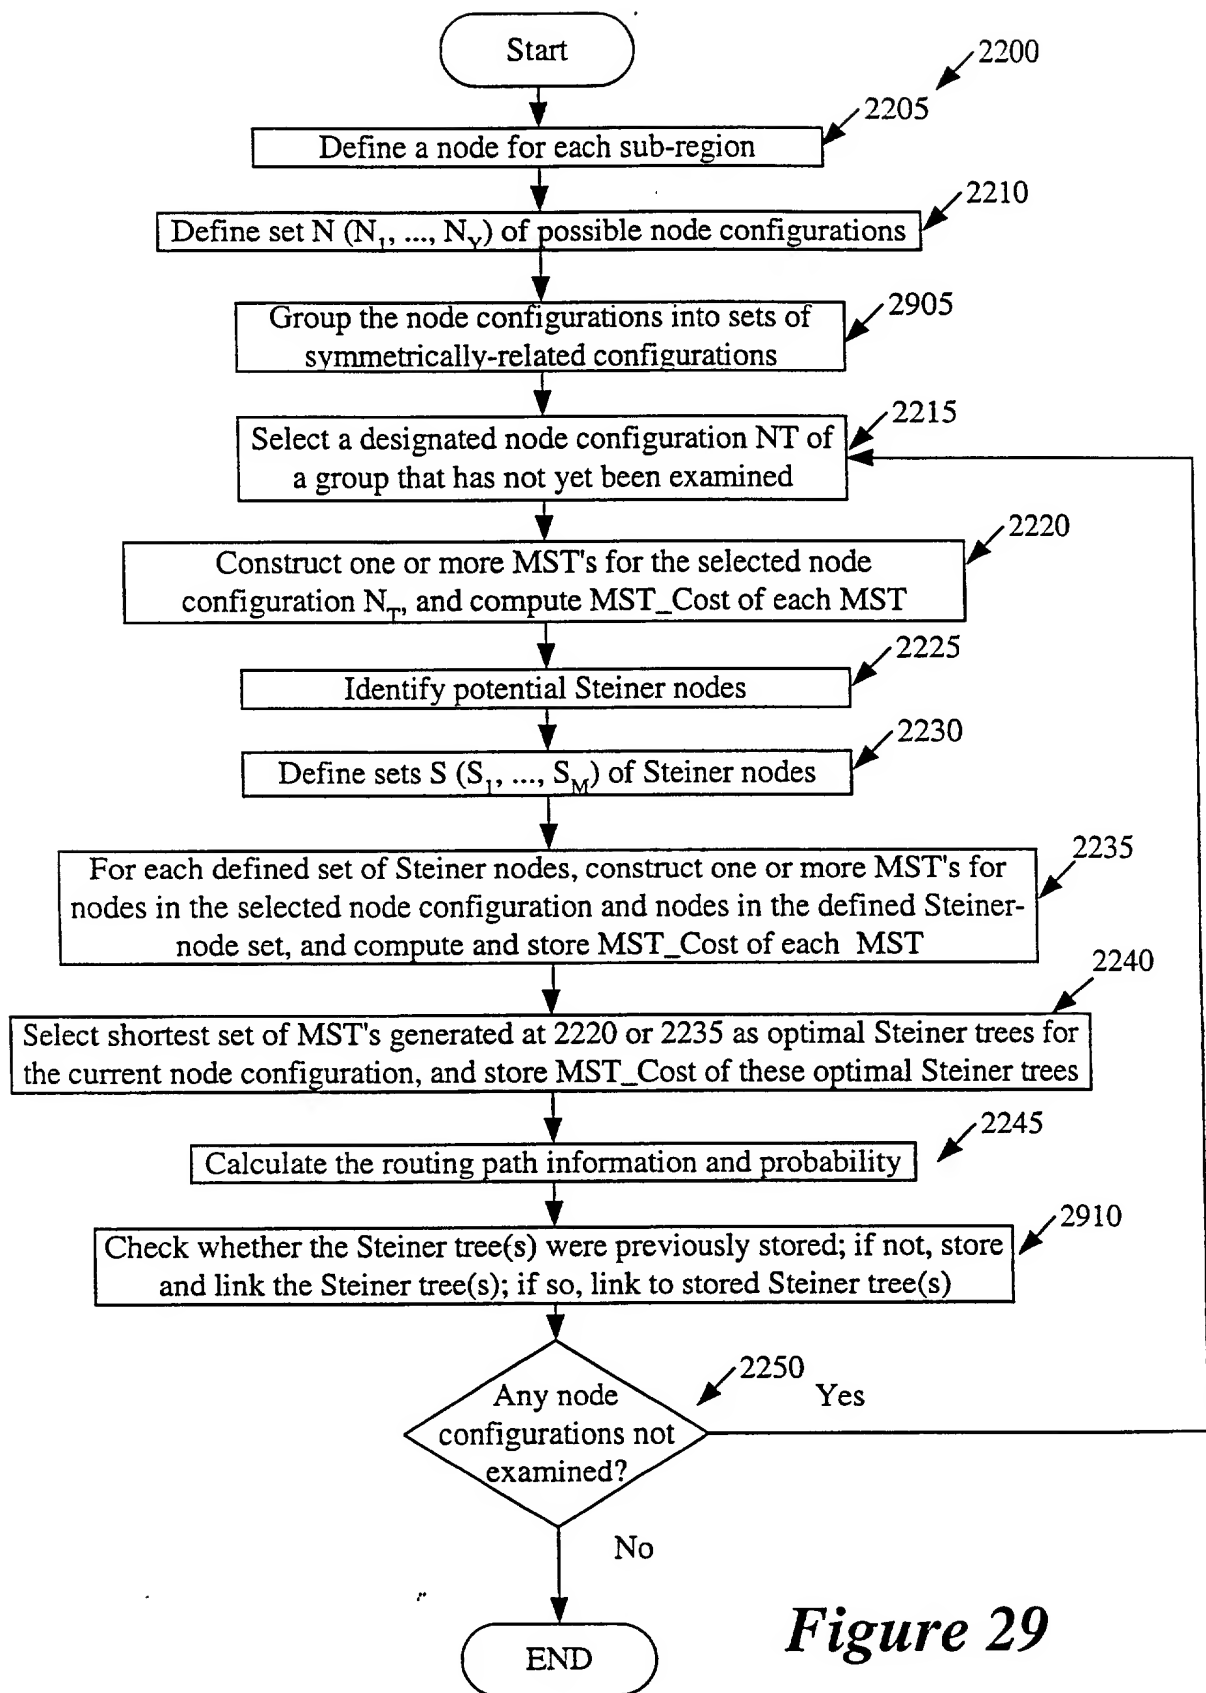 Start
2200
2205
Define a node for each sub-region
2210
Define set N (N1, ..., NY) of possible node configurations
2905
Group the node configurations into sets of
symmetrically-related configurations
2215
Select a designated node configuration NT of
a group that has not yet been examined
2220
Construct one or more MST's for the selected node
configuration NT, and compute MST_Cost of each MST
2225
Identify potential Steiner nodes
2230
Define sets S (S1, ..., SM) of Steiner nodes
2235
For each defined set of Steiner nodes, construct one or more MST's for
nodes in the selected node configuration and nodes in the defined Steiner-
node set, and compute and store MST_Cost of each MST
2240
Select shortest set of MST's generated at 2220 or 2235 as optimal Steiner trees for
the current node configuration, and store MST_Cost of these optimal Steiner trees
2245
Calculate the routing path information and probability
2910
Check whether the Steiner tree(s) were previously stored; if not, store
and link the Steiner tree(s); if so, link to stored Steiner tree(s)
2250
Any node
configurations not
examined?
Yes
No
END
Figure 29